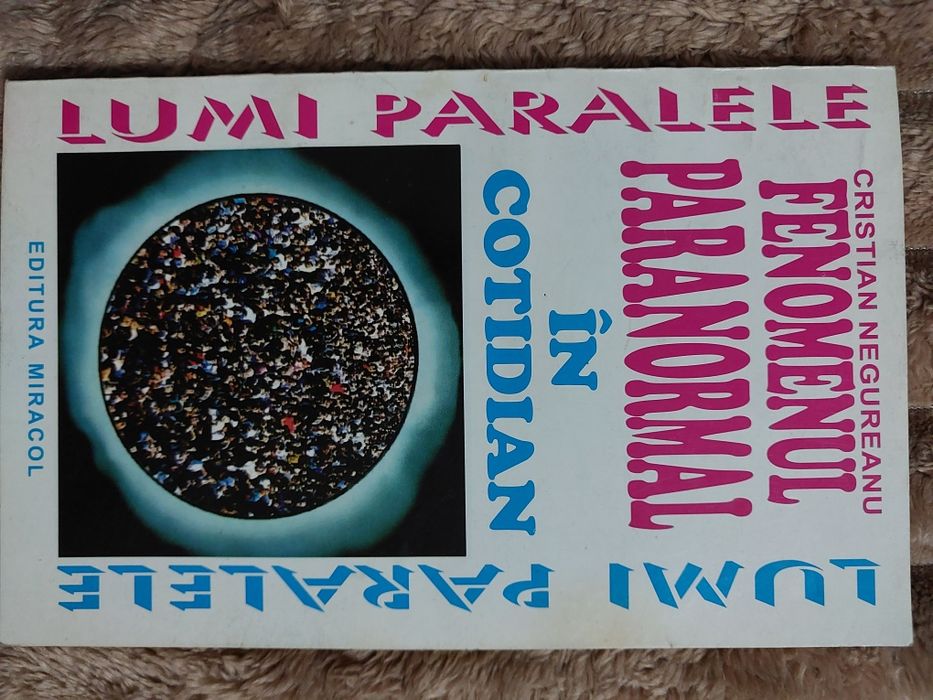 LUMI PARALELE
CRISTIAN NEGUREANU
FENOMENUL
PARANORMAL
ÎN
COTIDIAN
EDITURA MIRACOL
LUMI PARALELE